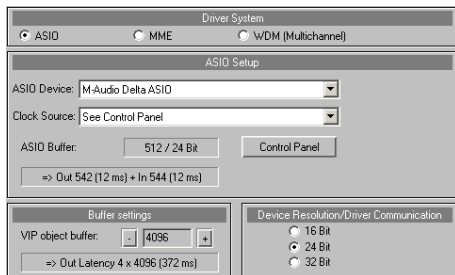 Driver System
ASIO MME WDM (Multichannel)
ASIO Setup
ASIO Device: M-Audio Delta ASIO
Clock Source: See Control Panel
ASIO Buffer: 512 / 24 Bit Control Panel
=> Out 542 (12 ms) + In 544 (12 ms)
Buffer settings
VIP object buffer: - 4096 +
=> Out Latency 4 x 4096 (372 ms)
Device Resolution/Driver Communication
16 Bit
24 Bit
32 Bit